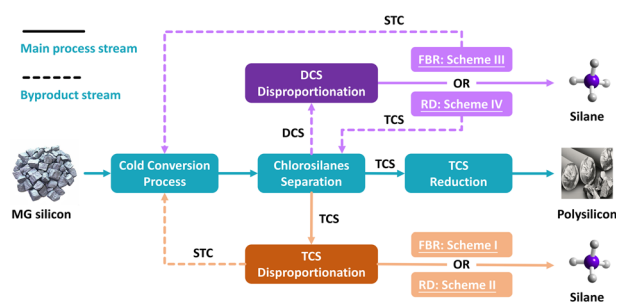 STC
Main process stream
FBR: Scheme III
DCS
Disproportionation
OR
Byproduct stream
RD: Scheme IV
Silane
TCS
DCS
Cold Conversion
Process
Chlorosilanes
Separation
TCS
TCS
Reduction
MG silicon
Polysilicon
TCS
STC
TCS
Disproportionation
FBR: Scheme I
OR
RD: Scheme II
Silane